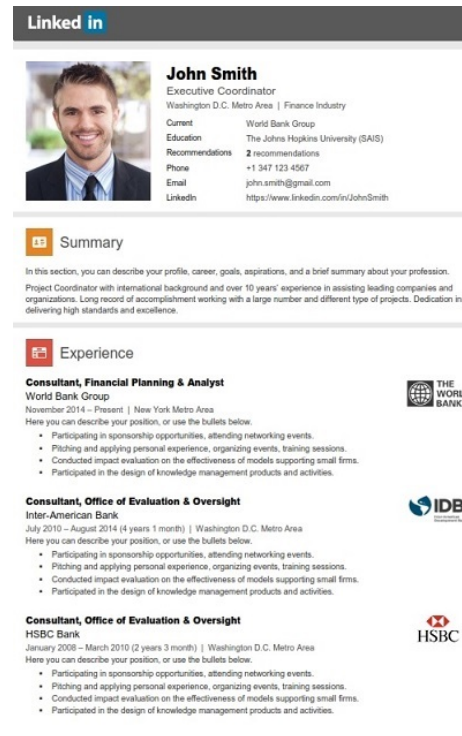 Linked in
John Smith
Executive Coordinator
Washington D.C. Metro Area | Finance Industry
Current World Bank Group
Education The Johns Hopkins University (SAIS)
Recommendations 2 recommendations
Phone +1 347 123 4567
Email john.smith@gmail.com
LinkedIn https://www.linkedin.com/in/JohnSmith
Summary
In this section, you can describe your profile, career, goals, aspirations, and a brief summary about your profession.
Project Coordinator with international background and over 10 years' experience in assisting leading companies and
organizations. Long record of accomplishment working with a large number and different type of projects. Dedication in
delivering high standards and excellence.
Experience
Consultant, Financial Planning & Analyst
World Bank Group
November 2014 – Present | New York Metro Area
Here you can describe your position, or use the bullets below.
• Participating in sponsorship opportunities, attending networking events.
• Pitching and applying personal experience, organizing events, training sessions.
• Conducted impact evaluation on the effectiveness of models supporting small firms.
• Participated in the design of knowledge management products and activities.
THE
WORL
BANK
Consultant, Office of Evaluation & Oversight
Inter-American Bank
July 2010 – August 2014 (4 years 1 month) | Washington D.C. Metro Area
Here you can describe your position, or use the bullets below.
• Participating in sponsorship opportunities, attending networking events.
• Pitching and applying personal experience, organizing events, training sessions.
• Conducted impact evaluation on the effectiveness of models supporting small firms.
• Participated in the design of knowledge management products and activities.
IDB
Consultant, Office of Evaluation & Oversight
HSBC Bank
January 2008 – March 2010 (2 years 3 month) | Washington D.C. Metro Area
Here you can describe your position, or use the bullets below.
• Participating in sponsorship opportunities, attending networking events.
• Pitching and applying personal experience, organizing events, training sessions.
• Conducted impact evaluation on the effectiveness of models supporting small firms.
• Participated in the design of knowledge management products and activities.
HSBC